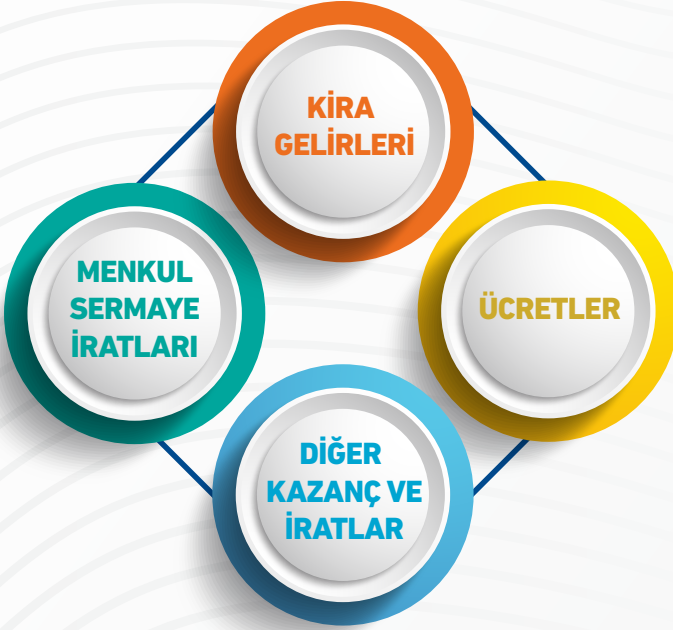 KİRA
GELİRLERİ
MENKUL
SERMAYE
İRATLARI
ÜCRETLER
DİĞER
KAZANÇ VE
İRATLAR